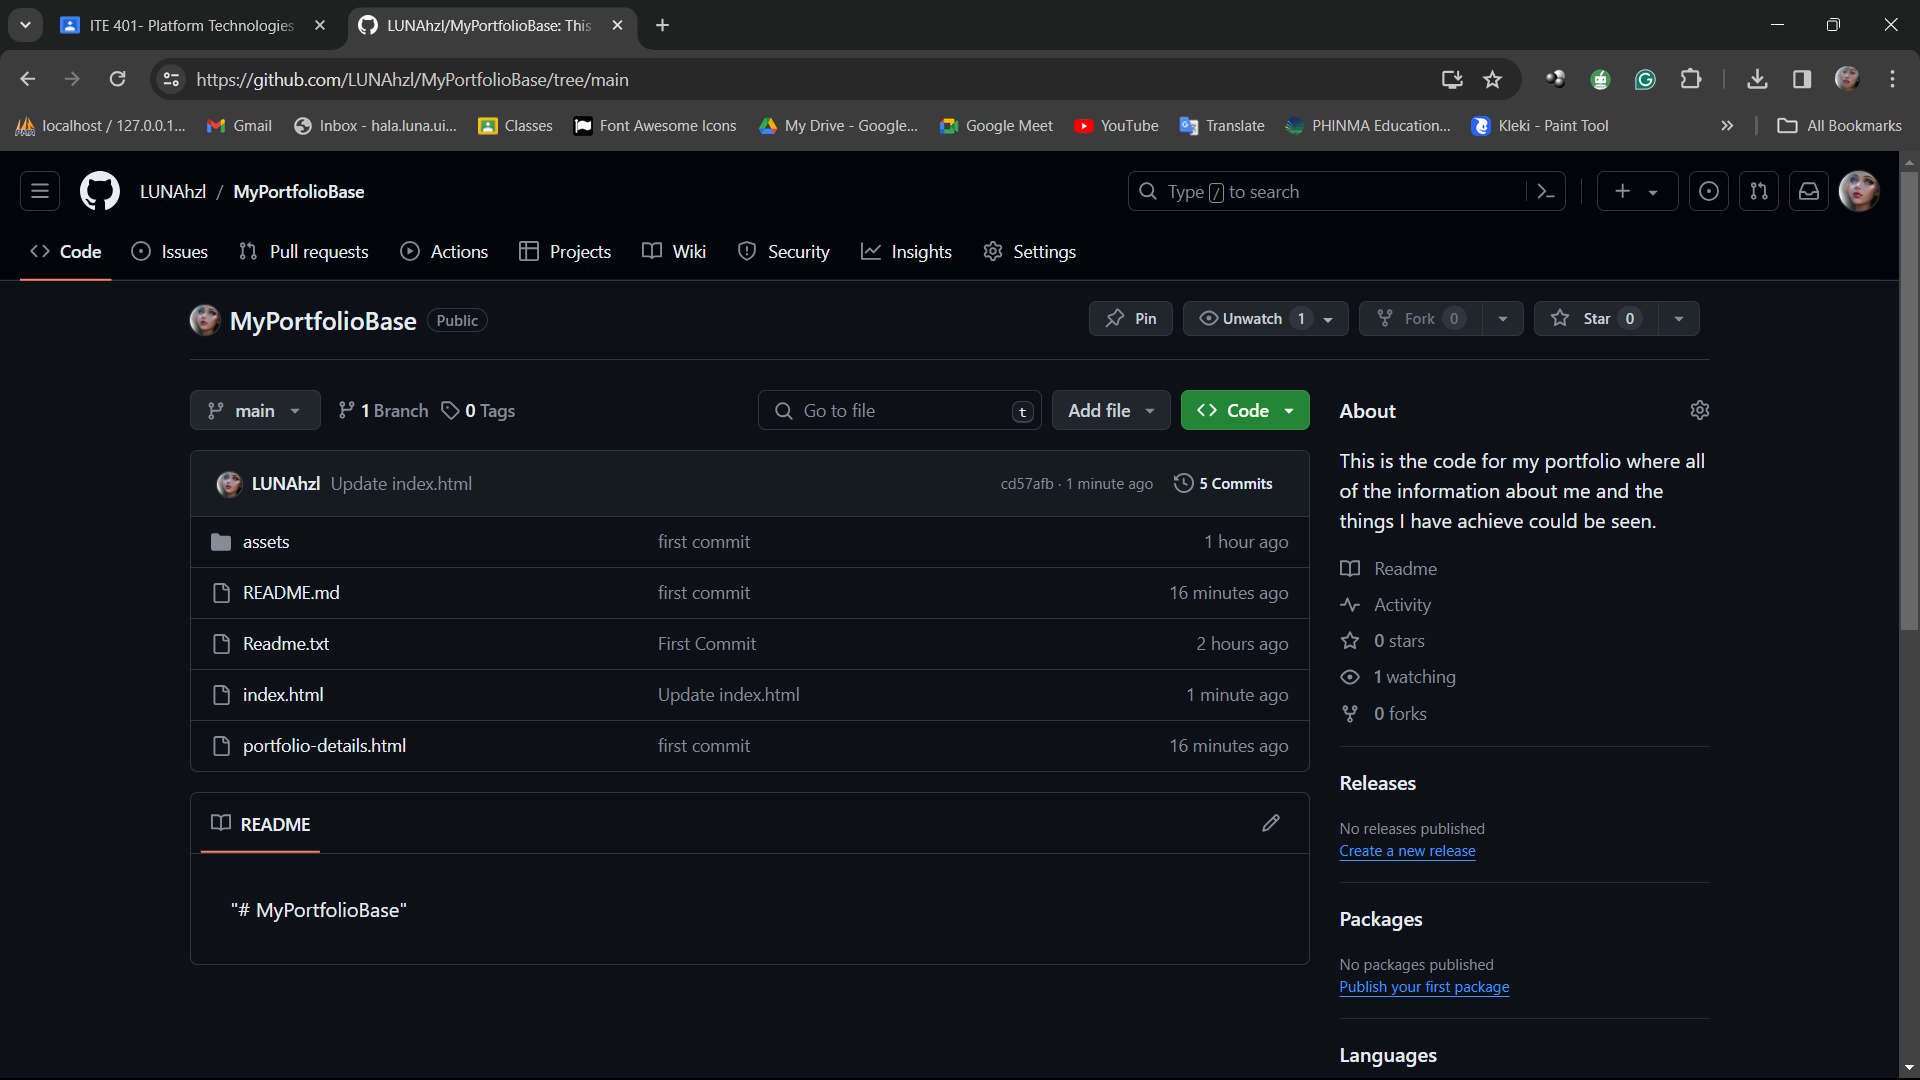 ITE 401- Platform Technologies
LUNAhzl/MyPortfolioBase: This
https://github.com/LUNAhzl/MyPortfolioBase/tree/main
localhost / 127.0.0.1...
Gmail
Inbox - hala.luna.ui...
Classes
Font Awesome Icons
My Drive - Google...
Google Meet
YouTube
Translate
PHINMA Education...
Kleki - Paint Tool
All Bookmarks
LUNAhzl / MyPortfolioBase
Type / to search
Code
Issues
Pull requests
Actions
Projects
Wiki
Security
Insights
Settings
MyPortfolioBase
Public
Pin
Unwatch 1
Fork 0
Star 0
main
1 Branch
0 Tags
Go to file
t
Add file
Code
LUNAhzl Update index.html
cd57afb · 1 minute ago
5 Commits
assets
first commit
1 hour ago
README.md
first commit
16 minutes ago
Readme.txt
First Commit
2 hours ago
index.html
Update index.html
1 minute ago
portfolio-details.html
first commit
16 minutes ago
README
"# MyPortfolioBase"
About
This is the code for my portfolio where all
of the information about me and the
things I have achieve could be seen.
Readme
Activity
0 stars
1 watching
0 forks
Releases
No releases published
Create a new release
Packages
No packages published
Publish your first package
Languages